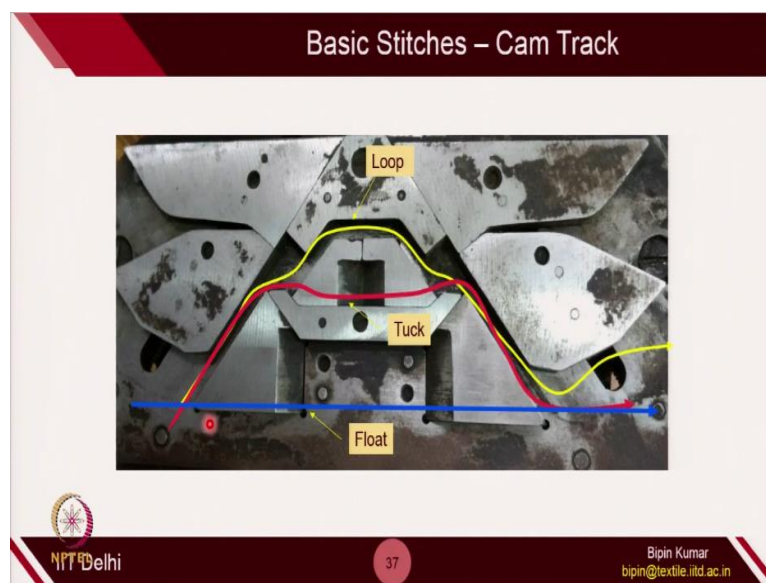 Basic Stitches – Cam Track
Loop
Tuck
Float
NPTEL
IIT Delhi
37
Bipin Kumar
bipin@textile.iitd.ac.in